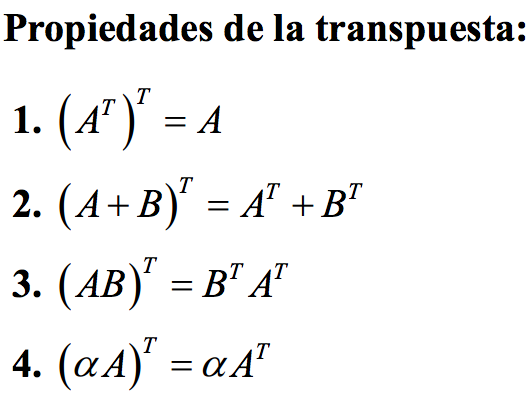 Propiedades de la transpuesta:
1. (A^T)^T = A
2. (A + B)^T = A^T + B^T
3. (AB)^T = B^T A^T
4. (αA)^T = αA^T